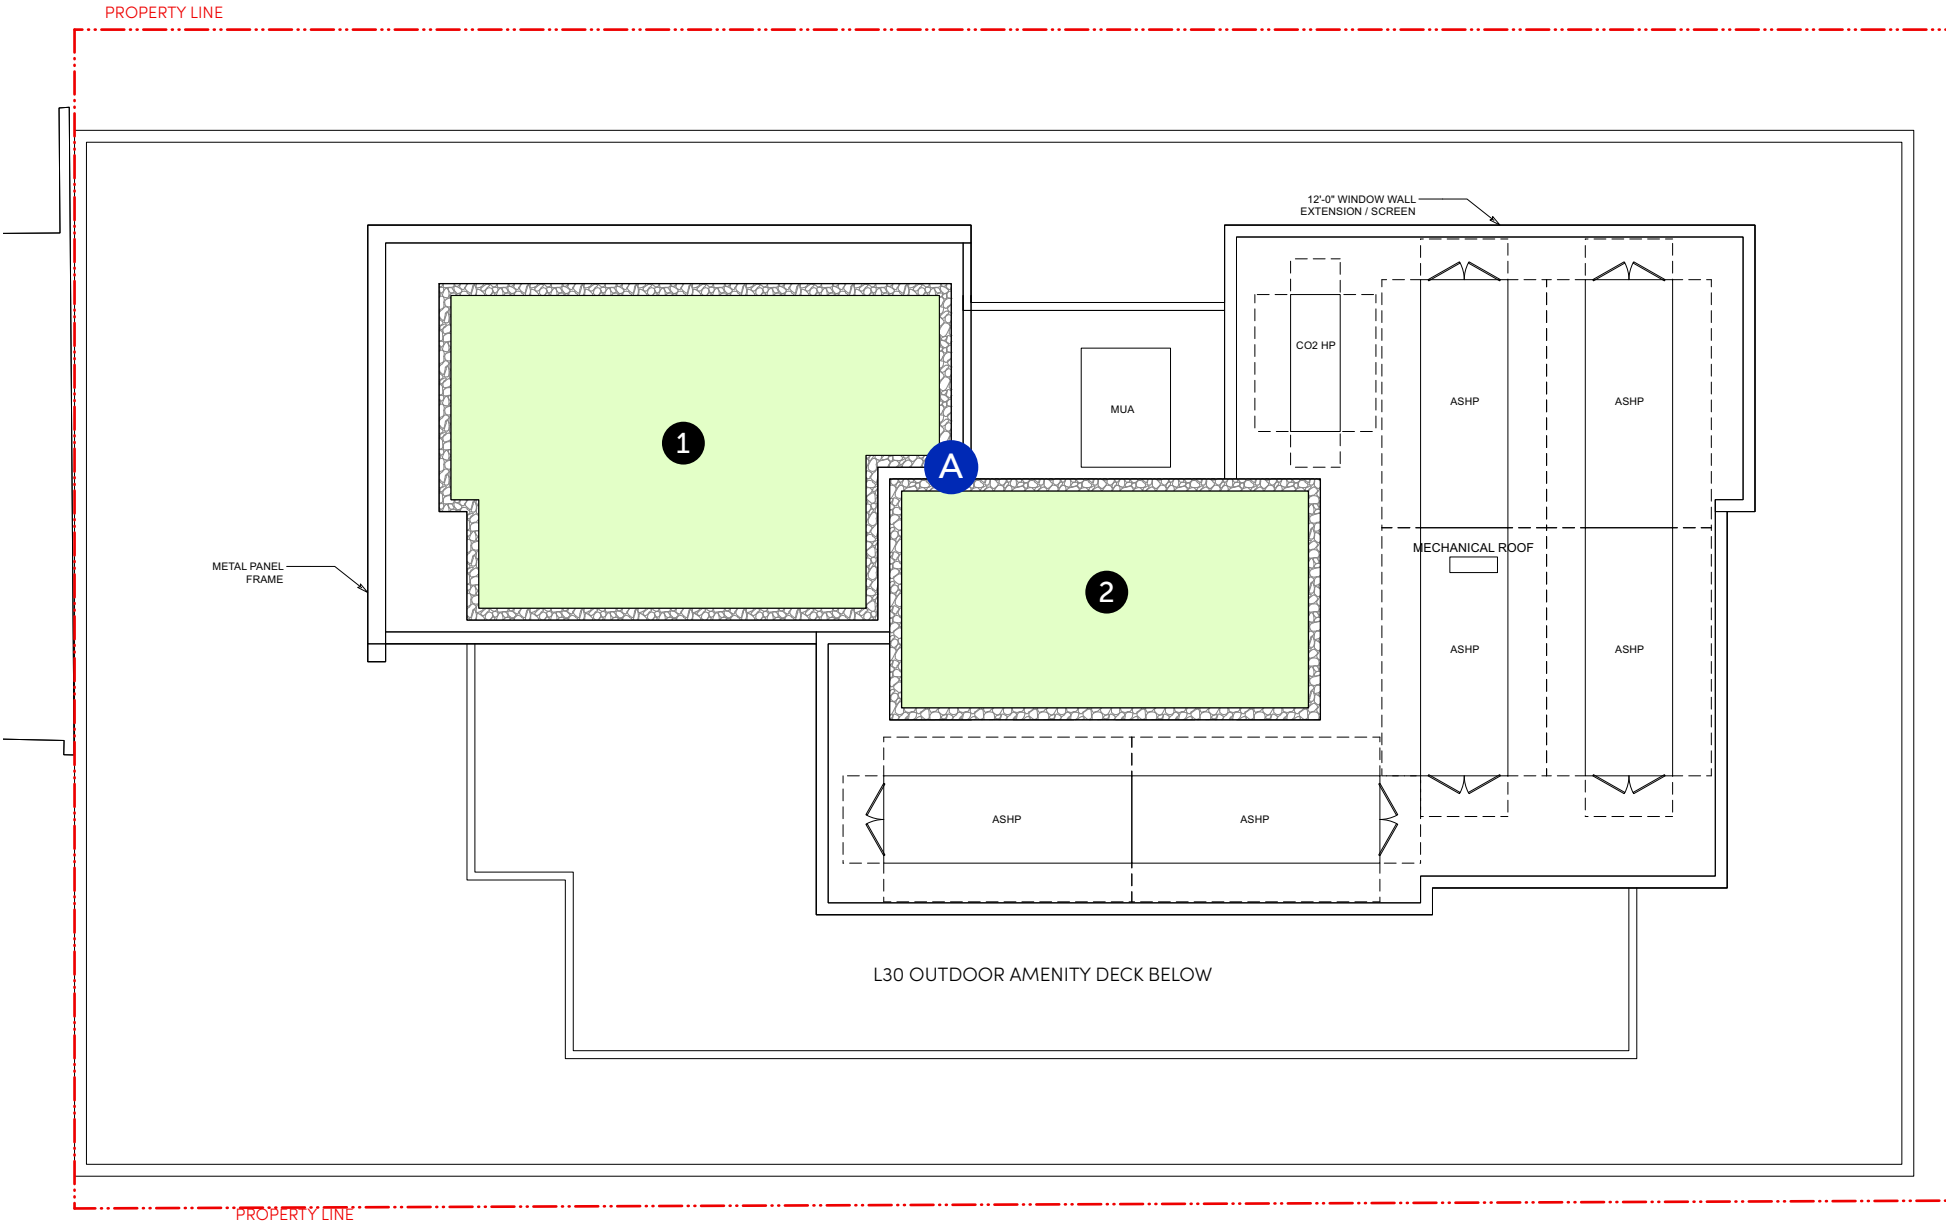 PROPERTY LINE
12'-0" WINDOW WALL
EXTENSION / SCREEN
CO2 HP
MUA
ASHP
ASHP
1
A
METAL PANEL
FRAME
2
MECHANICAL ROOF
ASHP
ASHP
ASHP
ASHP
L30 OUTDOOR AMENITY DECK BELOW
PROPERTY LINE